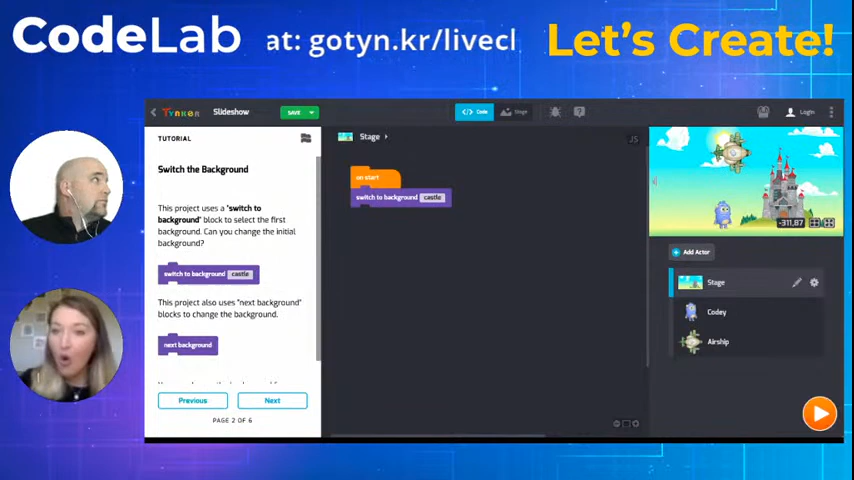 CodeLab
at: gotyn.kr/livecl
Let's Create!
TYNKER
Slideshow
SAVE
</> Code
Stage
Login
TUTORIAL
Switch the Background
This project uses a "switch to
background" block to select the first
background. Can you change the initial
background?
switch to background castle
This project also uses "next background"
blocks to change the background.
next background
Previous
Next
PAGE 2 OF 6
Stage
JS
on start
switch to background castle
-311,87
Add Actor
Stage
Codey
Airship